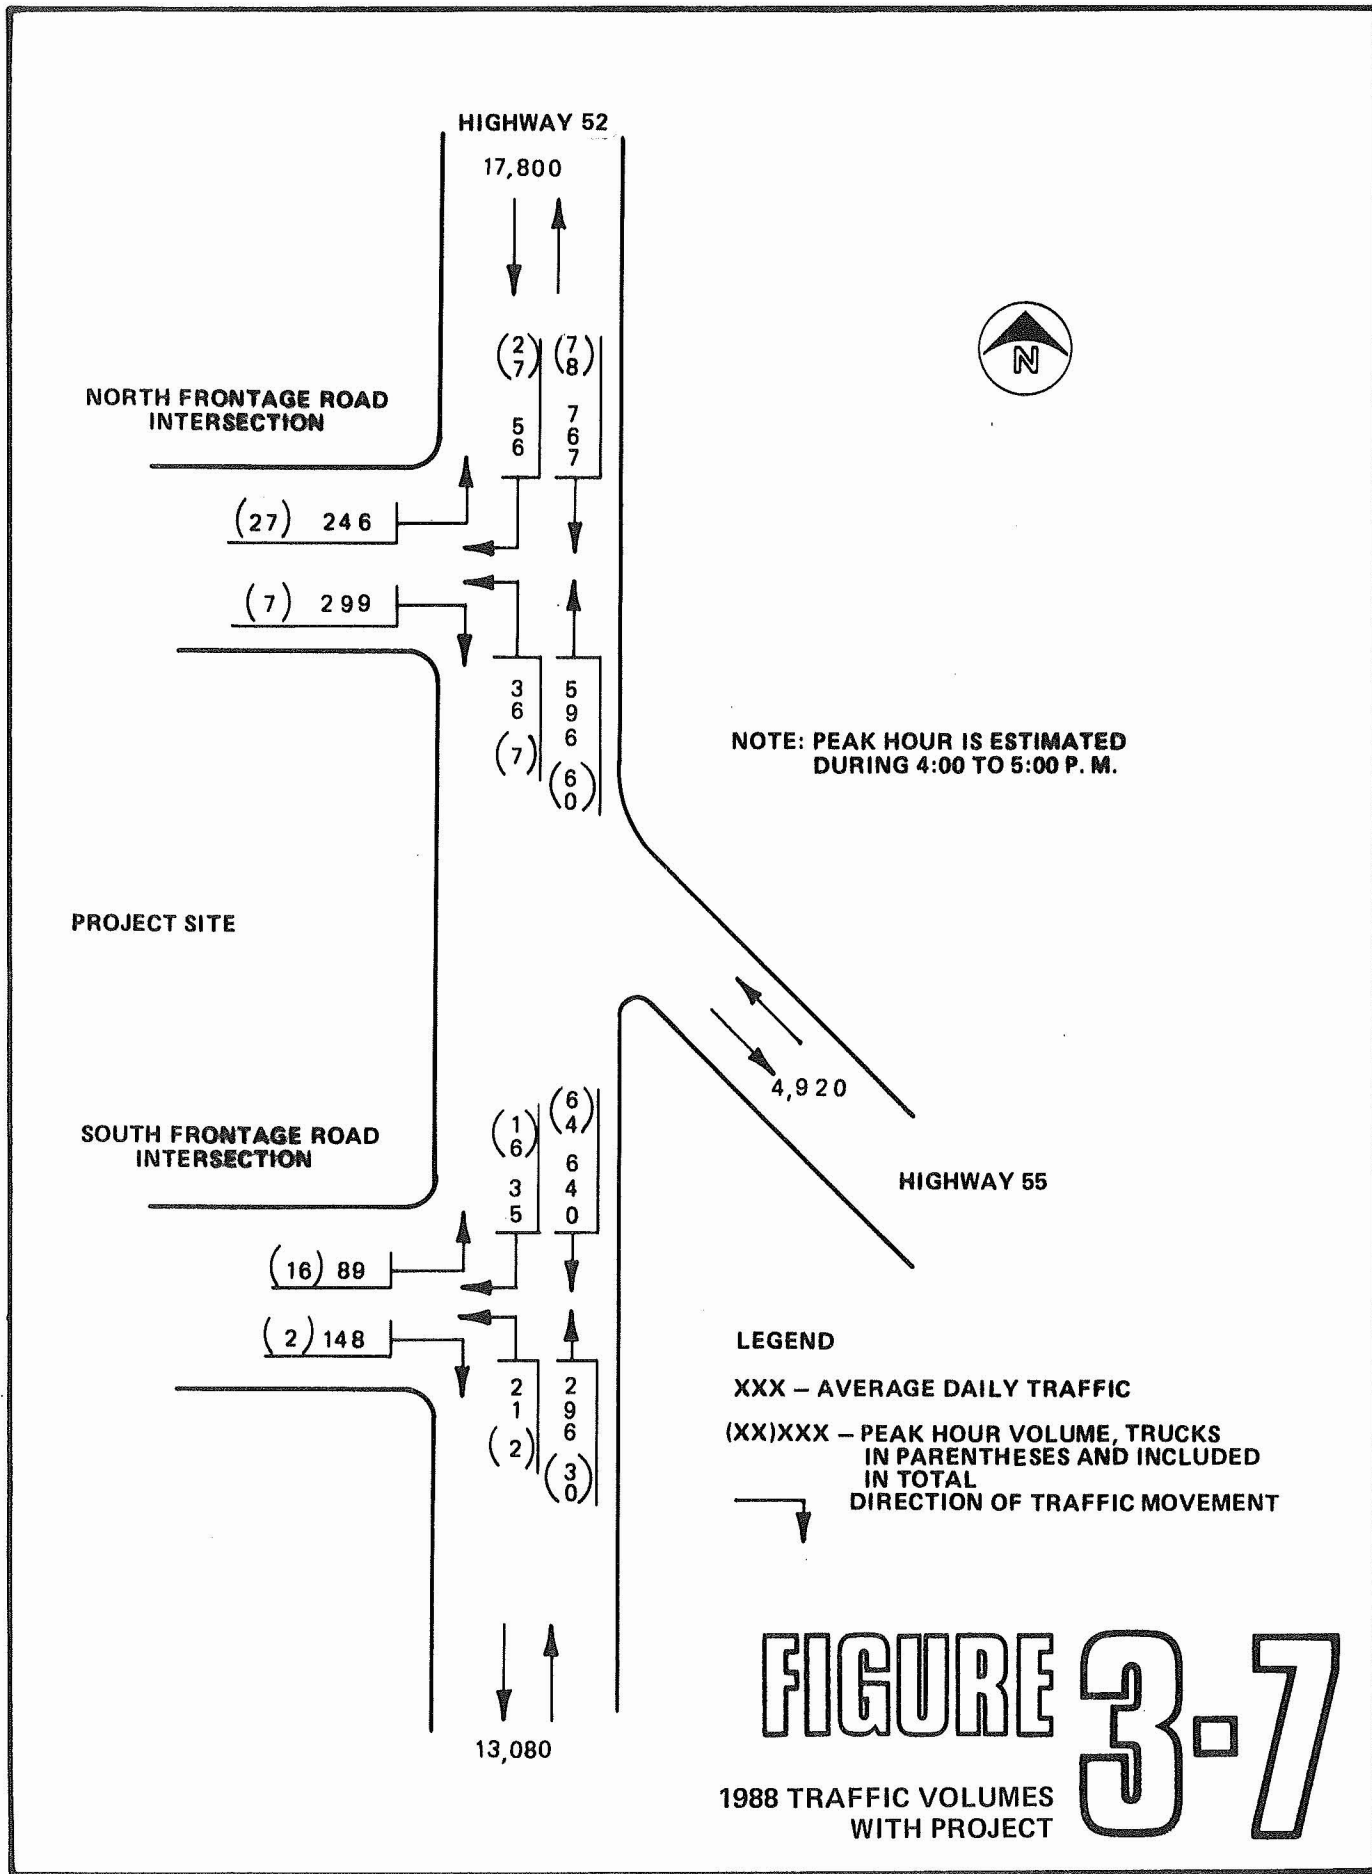 HIGHWAY 52
17,800
(27) 56
(78) 767
N
NORTH FRONTAGE ROAD
INTERSECTION
(27) 246
(7) 299
36 (7)
596 (60)
NOTE: PEAK HOUR IS ESTIMATED
DURING 4:00 TO 5:00 P. M.
PROJECT SITE
4,920
HIGHWAY 55
SOUTH FRONTAGE ROAD
INTERSECTION
(16) 35
(64) 640
(16) 89
(2) 148
21 (2)
296 (30)
LEGEND
XXX – AVERAGE DAILY TRAFFIC
(XX)XXX – PEAK HOUR VOLUME, TRUCKS
IN PARENTHESES AND INCLUDED
IN TOTAL
DIRECTION OF TRAFFIC MOVEMENT
13,080
FIGURE 3-7
1988 TRAFFIC VOLUMES
WITH PROJECT